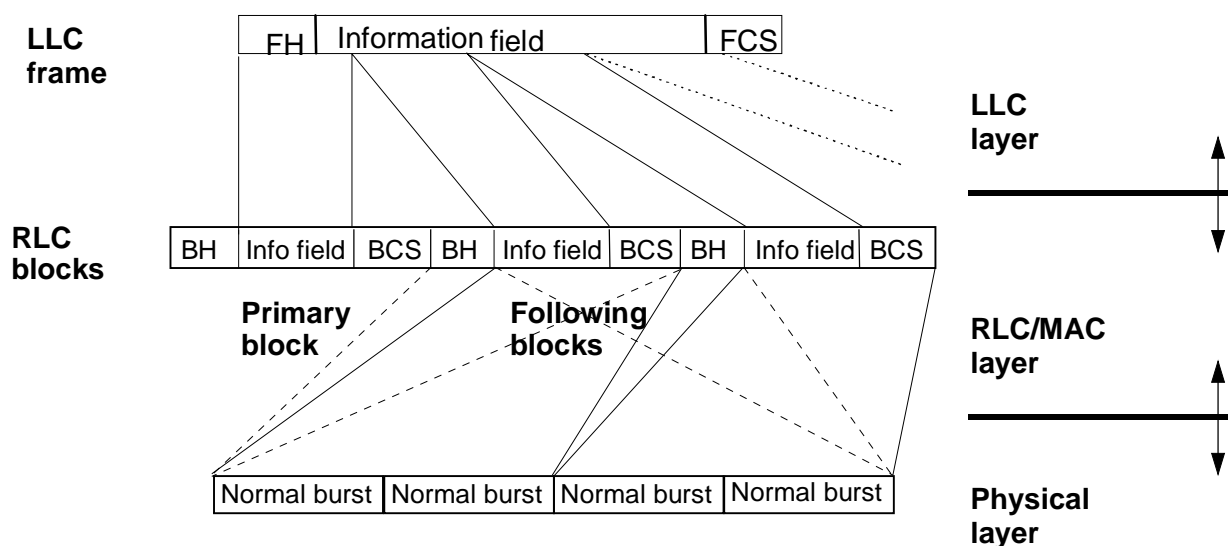 LLC
frame
FH
Information field
FCS
LLC
layer
RLC
blocks
BH
Info field
BCS
BH
Info field
BCS
BH
Info field
BCS
Primary
block
Following
blocks
RLC/MAC
layer
Normal burst
Normal burst
Normal burst
Normal burst
Physical
layer